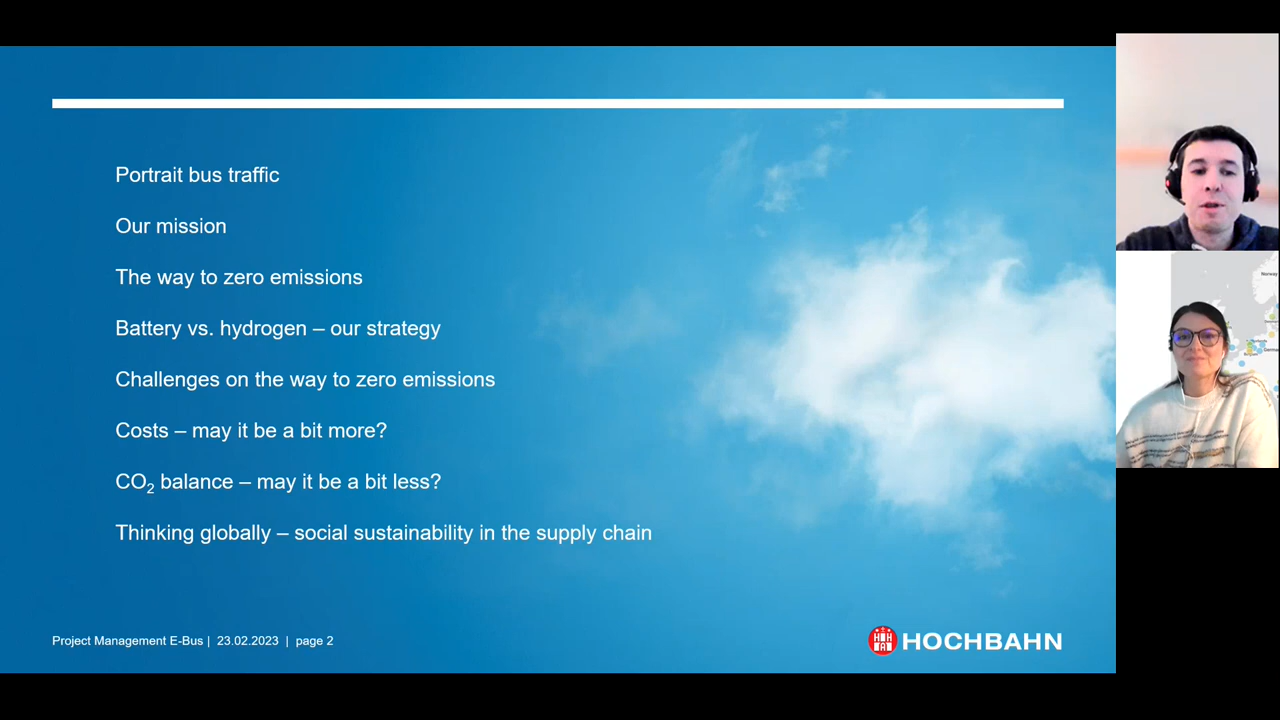 Portrait bus traffic
Our mission
The way to zero emissions
Battery vs. hydrogen – our strategy
Challenges on the way to zero emissions
Costs – may it be a bit more?
CO₂ balance – may it be a bit less?
Thinking globally – social sustainability in the supply chain
Project Management E-Bus | 23.02.2023 | page 2
HOCHBAHN
Norway